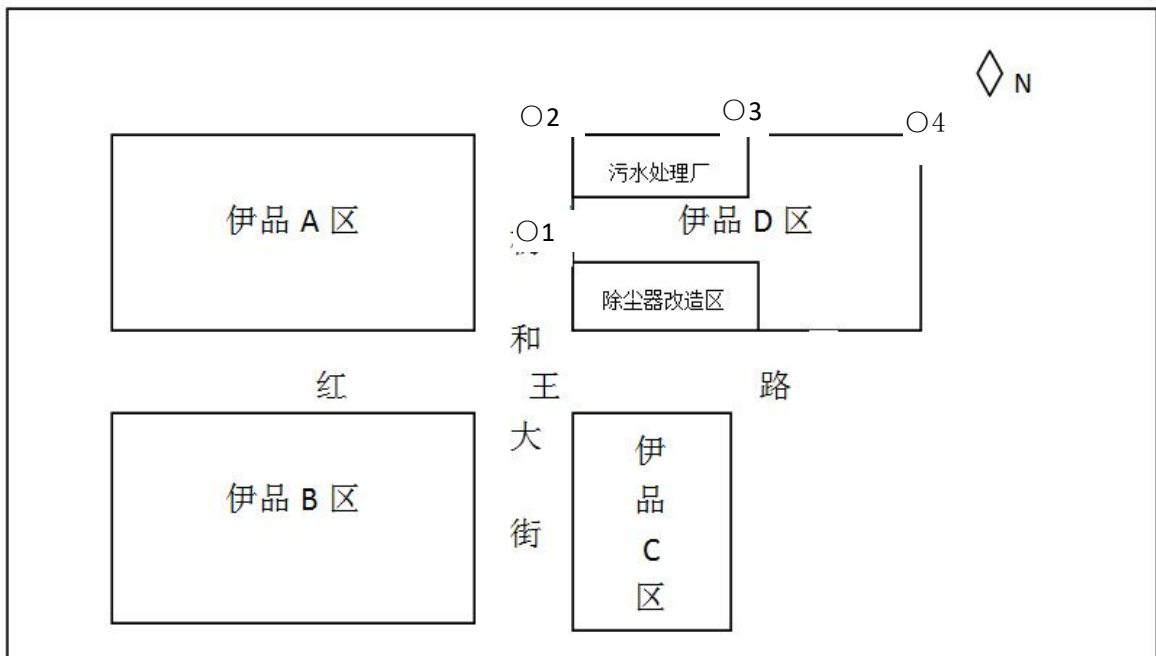 N
○2
○3
○4
污水处理厂
伊品 A 区
○1
伊品 D 区
除尘器改造区
和
红 王 路
大
街
伊品 B 区
伊品 C 区